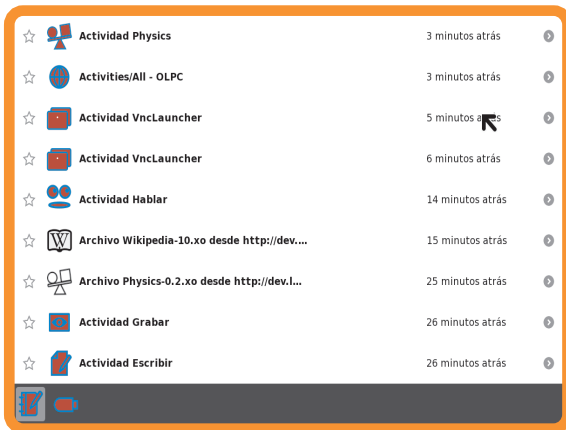 Actividad Physics 3 minutos atrás
Activities/All - OLPC 3 minutos atrás
Actividad VncLauncher 5 minutos atrás
Actividad VncLauncher 6 minutos atrás
Actividad Hablar 14 minutos atrás
W Archivo Wikipedia-10.xo desde http://dev.... 15 minutos atrás
Archivo Physics-0.2.xo desde http://dev.l... 25 minutos atrás
Actividad Grabar 26 minutos atrás
Actividad Escribir 26 minutos atrás